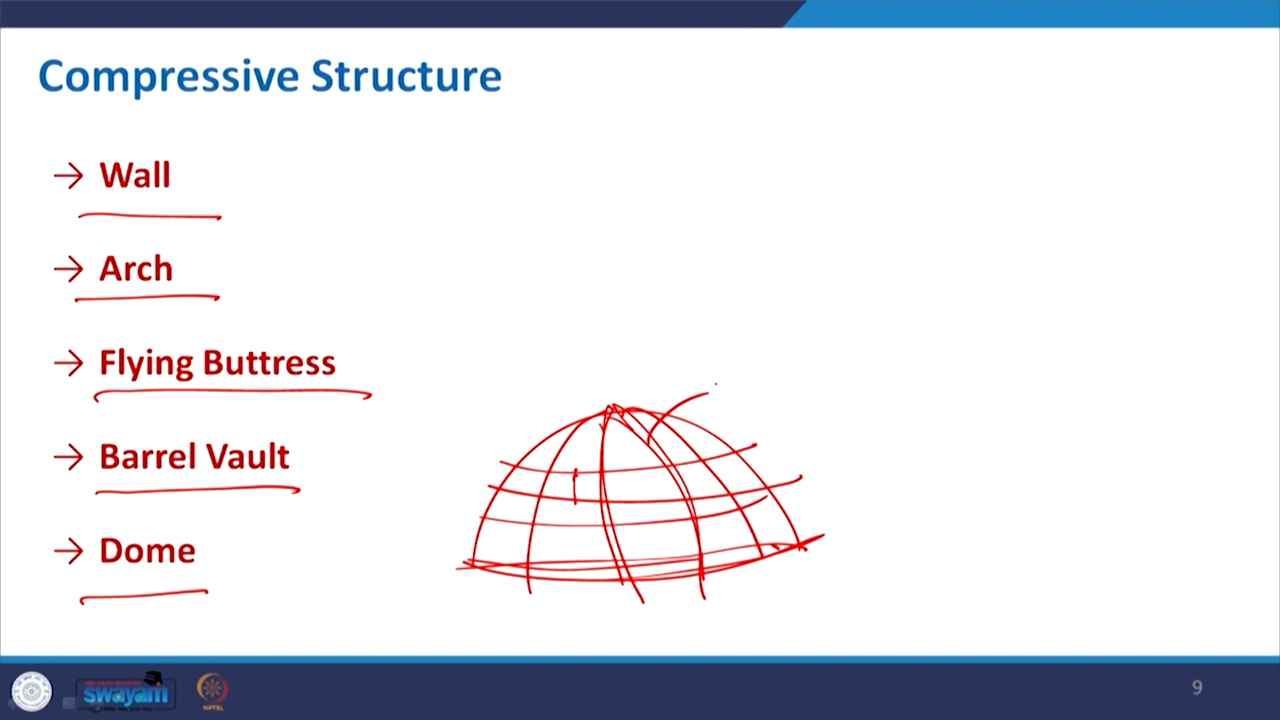 Compressive Structure
→ Wall
→ Arch
→ Flying Buttress
→ Barrel Vault
→ Dome
swayam
NPTEL
9